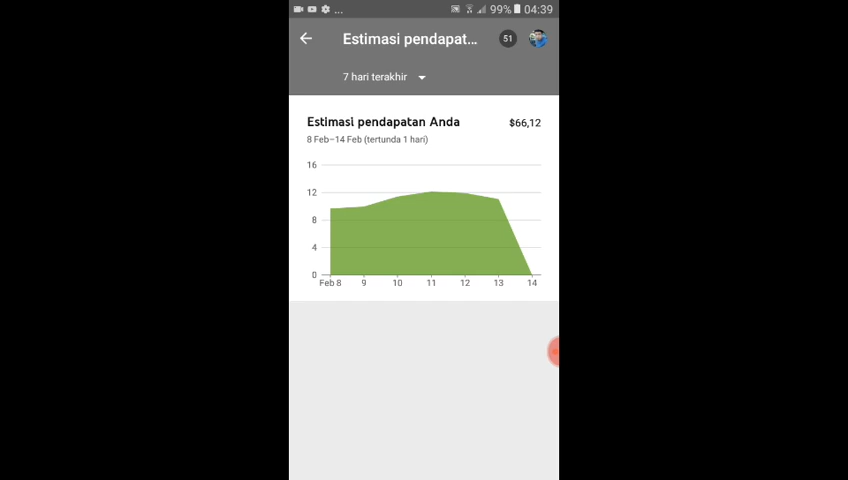 ... 99% 04:39
Estimasi pendapat... 51
7 hari terakhir
Estimasi pendapatan Anda $66,12
8 Feb–14 Feb (tertunda 1 hari)
16
12
8
4
0
Feb 8 9 10 11 12 13 14